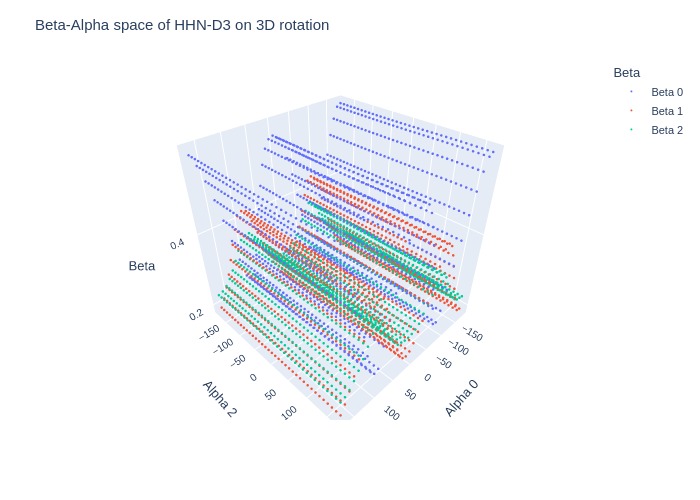 Beta-Alpha space of HHN-D3 on 3D rotation
Beta
Beta 0
Beta 1
Beta 2
0.4
Beta
0.2
−150
−100
−50
0
50
100
Alpha 2
−150
−100
−50
0
50
100
Alpha 0